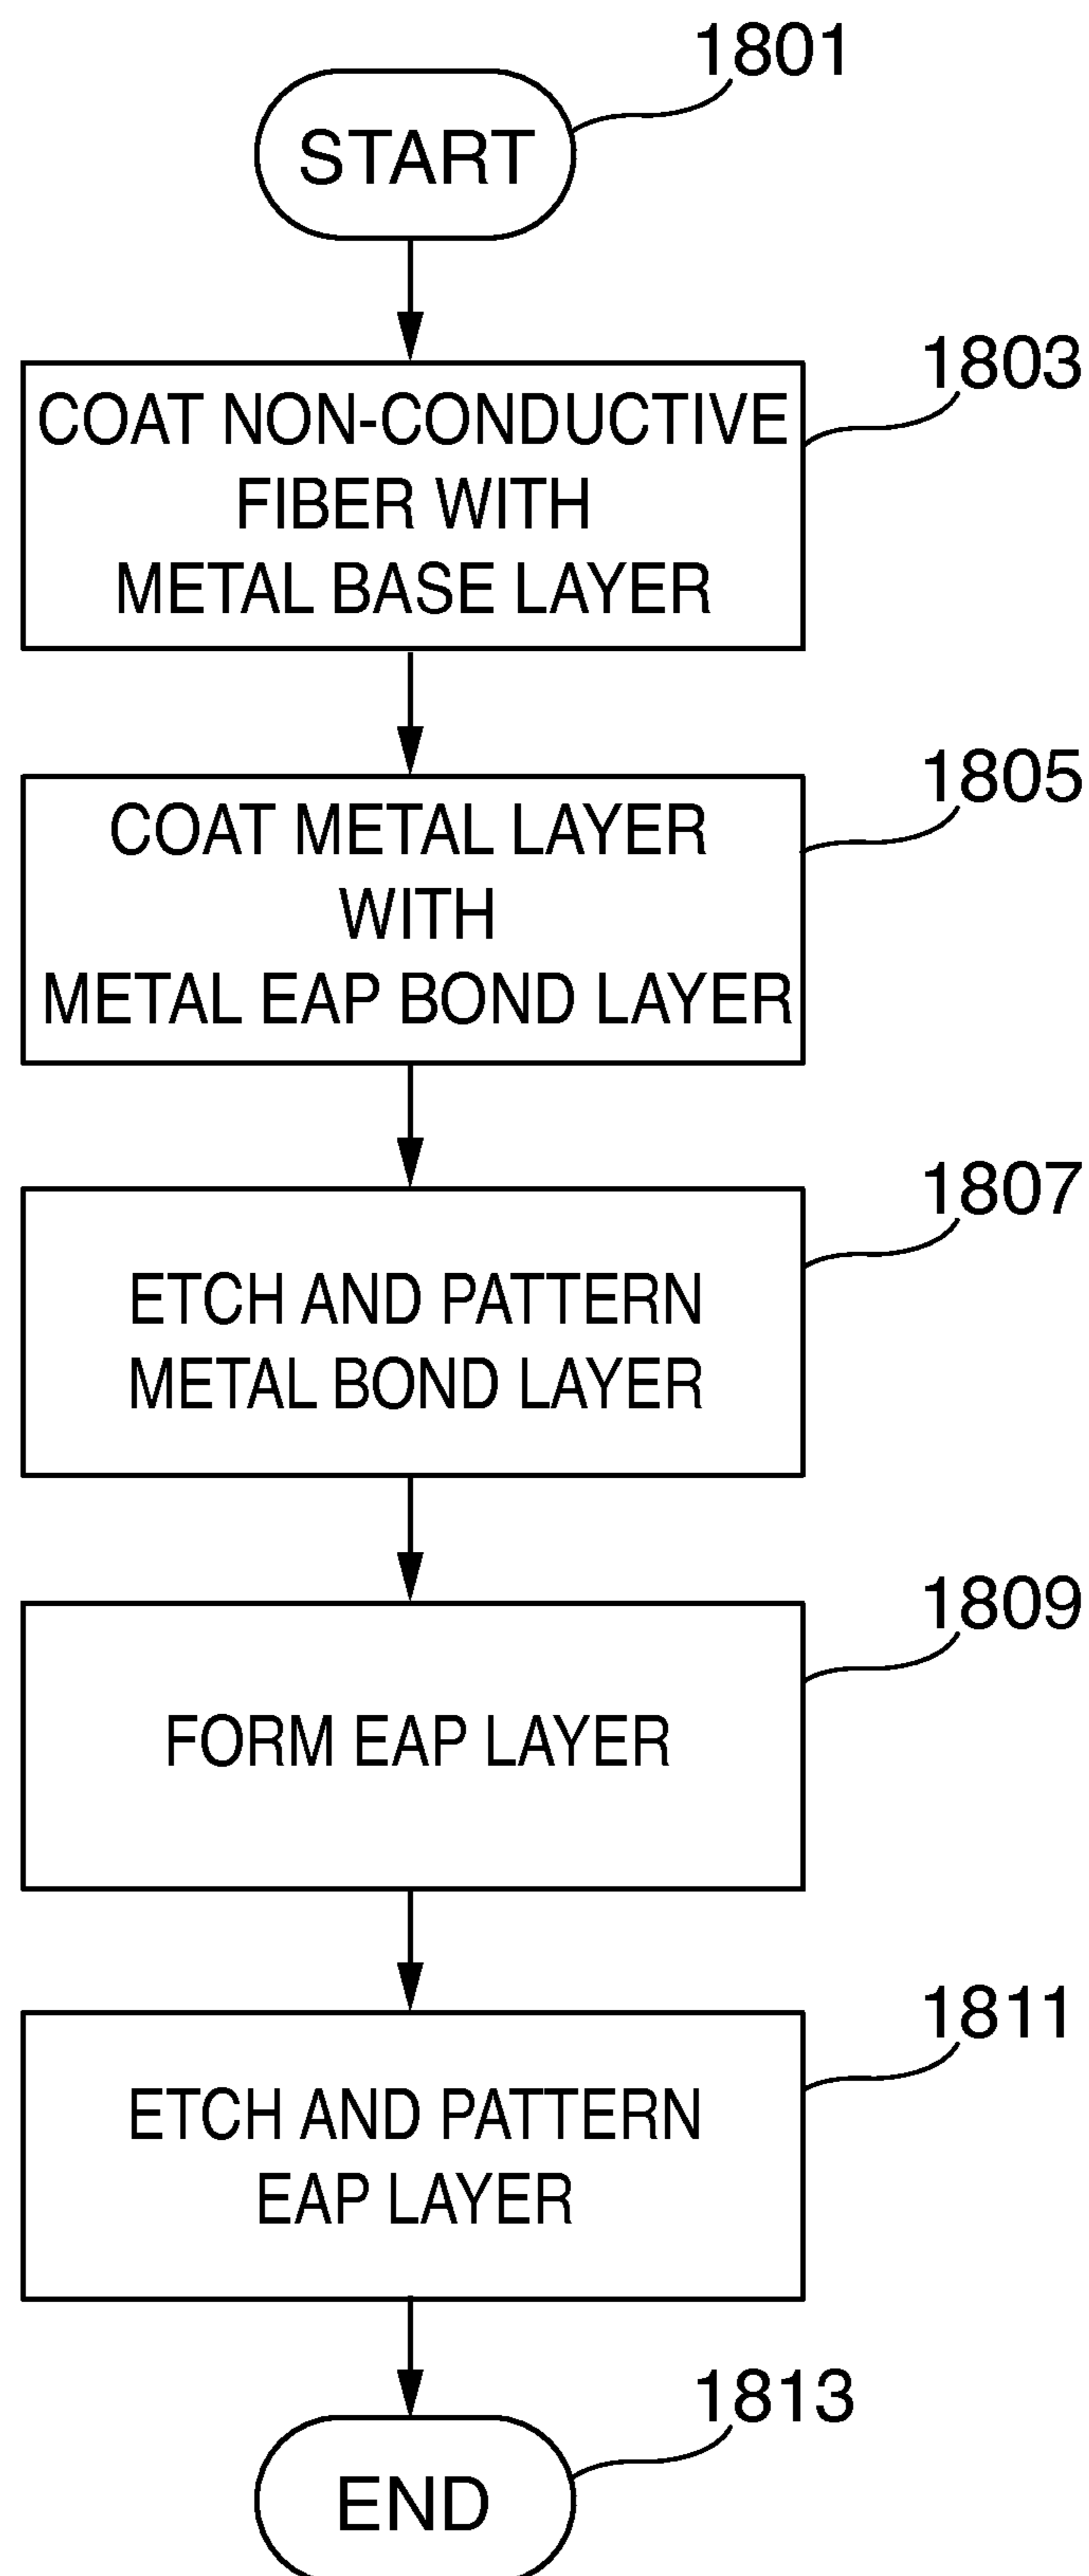 1801
START
1803
COAT NON-CONDUCTIVE
FIBER WITH
METAL BASE LAYER
1805
COAT METAL LAYER
WITH
METAL EAP BOND LAYER
1807
ETCH AND PATTERN
METAL BOND LAYER
1809
FORM EAP LAYER
1811
ETCH AND PATTERN
EAP LAYER
1813
END